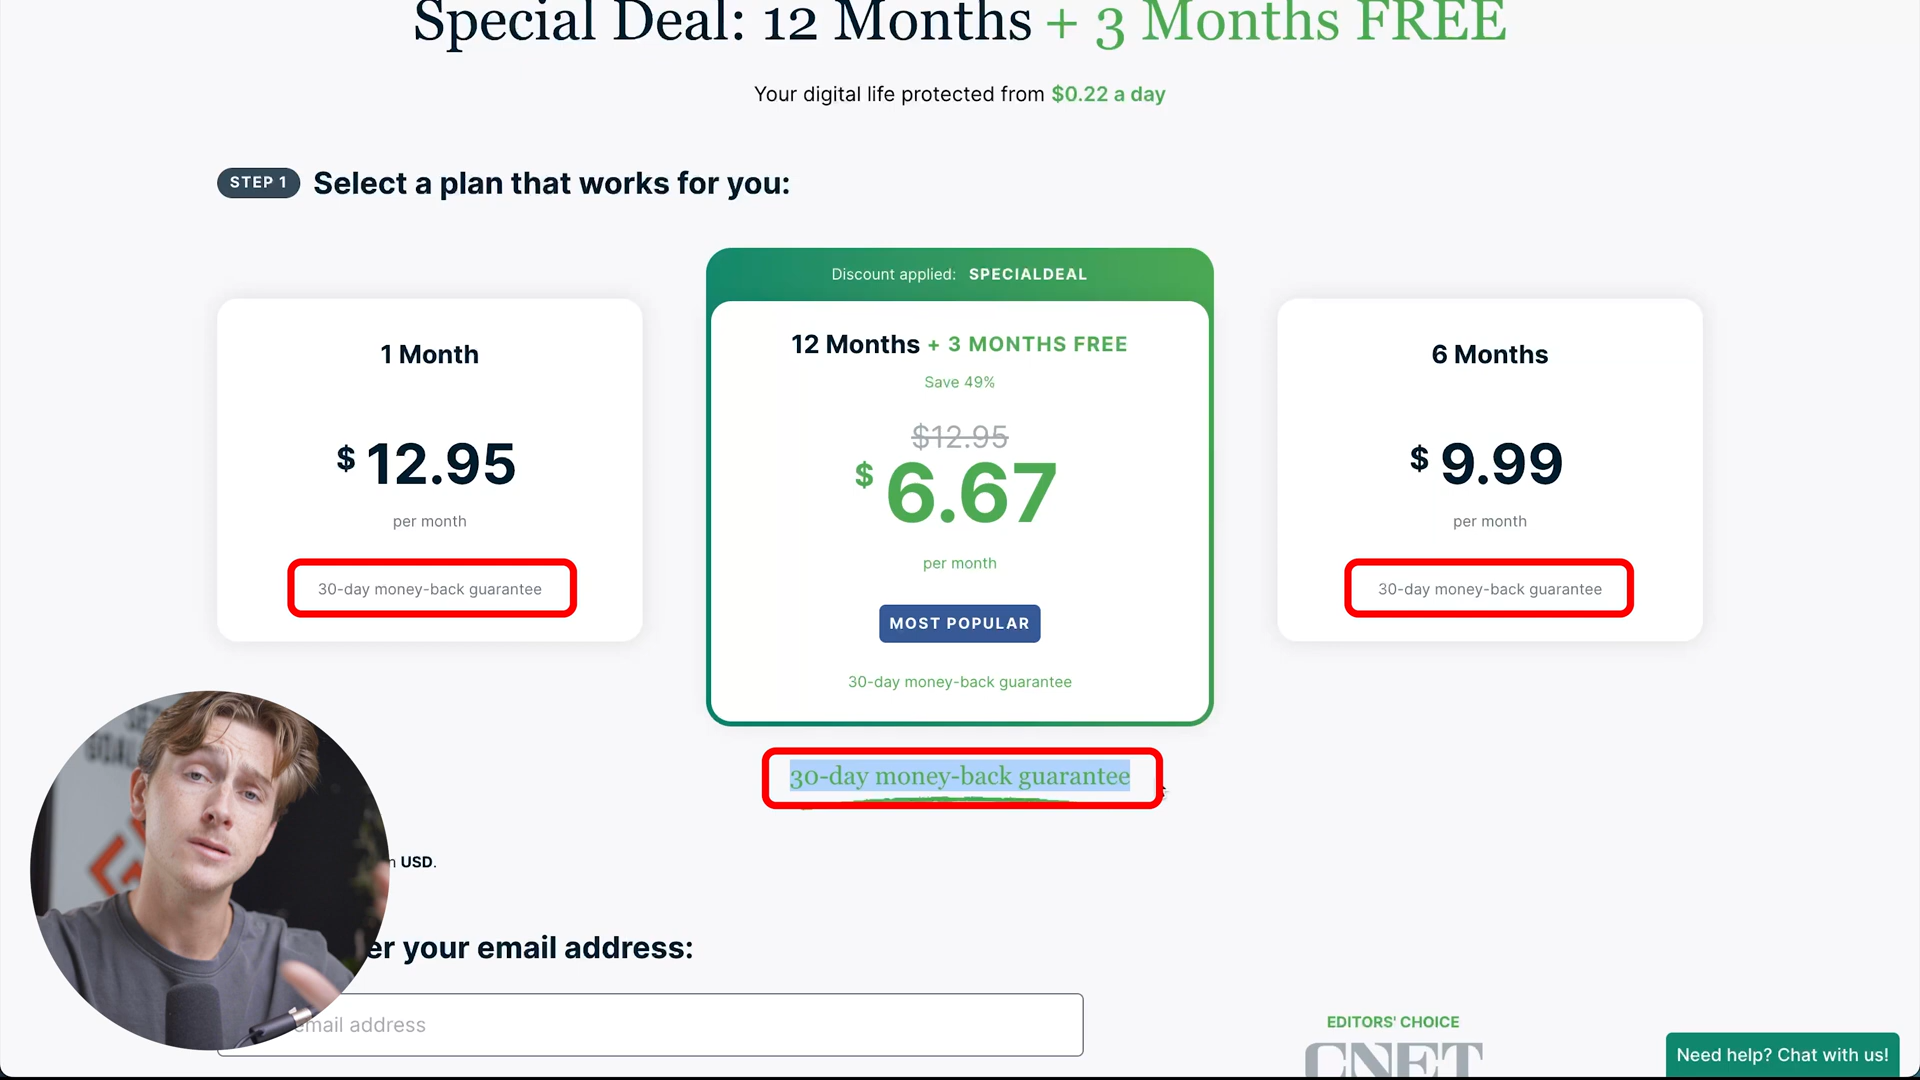 Special Deal: 12 Months + 3 Months FREE
Your digital life protected from $0.22 a day
STEP 1 Select a plan that works for you:
Discount applied: SPECIALDEAL
1 Month
$12.95
per month
30-day money-back guarantee
12 Months + 3 MONTHS FREE
Save 49%
$12.95
$6.67
per month
MOST POPULAR
30-day money-back guarantee
6 Months
$9.99
per month
30-day money-back guarantee
30-day money-back guarantee
USD.
your email address:
email address
EDITORS' CHOICE
CNET
Need help? Chat with us!